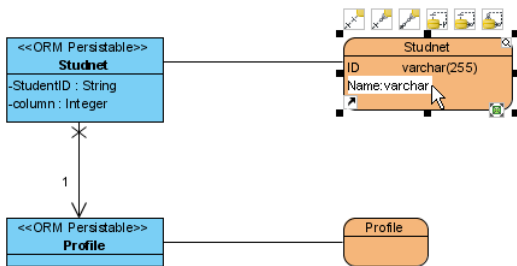 <<ORM Persistable>>
Studnet
-StudentID : String
-column : Integer
Studnet
ID varchar(255)
Name:varchar
1
<<ORM Persistable>>
Profile
Profile